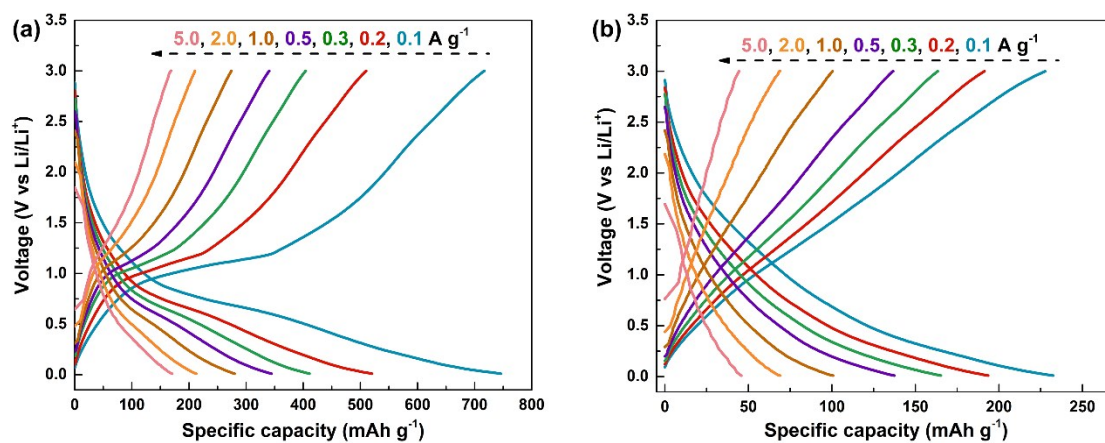 (a)
5.0, 2.0, 1.0, 0.5, 0.3, 0.2, 0.1 A g⁻¹
3.5
3.0
2.5
2.0
1.5
1.0
0.5
0.0
Voltage (V vs Li/Li⁺)
0 100 200 300 400 500 600 700 800
Specific capacity (mAh g⁻¹)
(b)
5.0, 2.0, 1.0, 0.5, 0.3, 0.2, 0.1 A g⁻¹
3.5
3.0
2.5
2.0
1.5
1.0
0.5
0.0
Voltage (V vs Li/Li⁺)
0 50 100 150 200 250
Specific capacity (mAh g⁻¹)